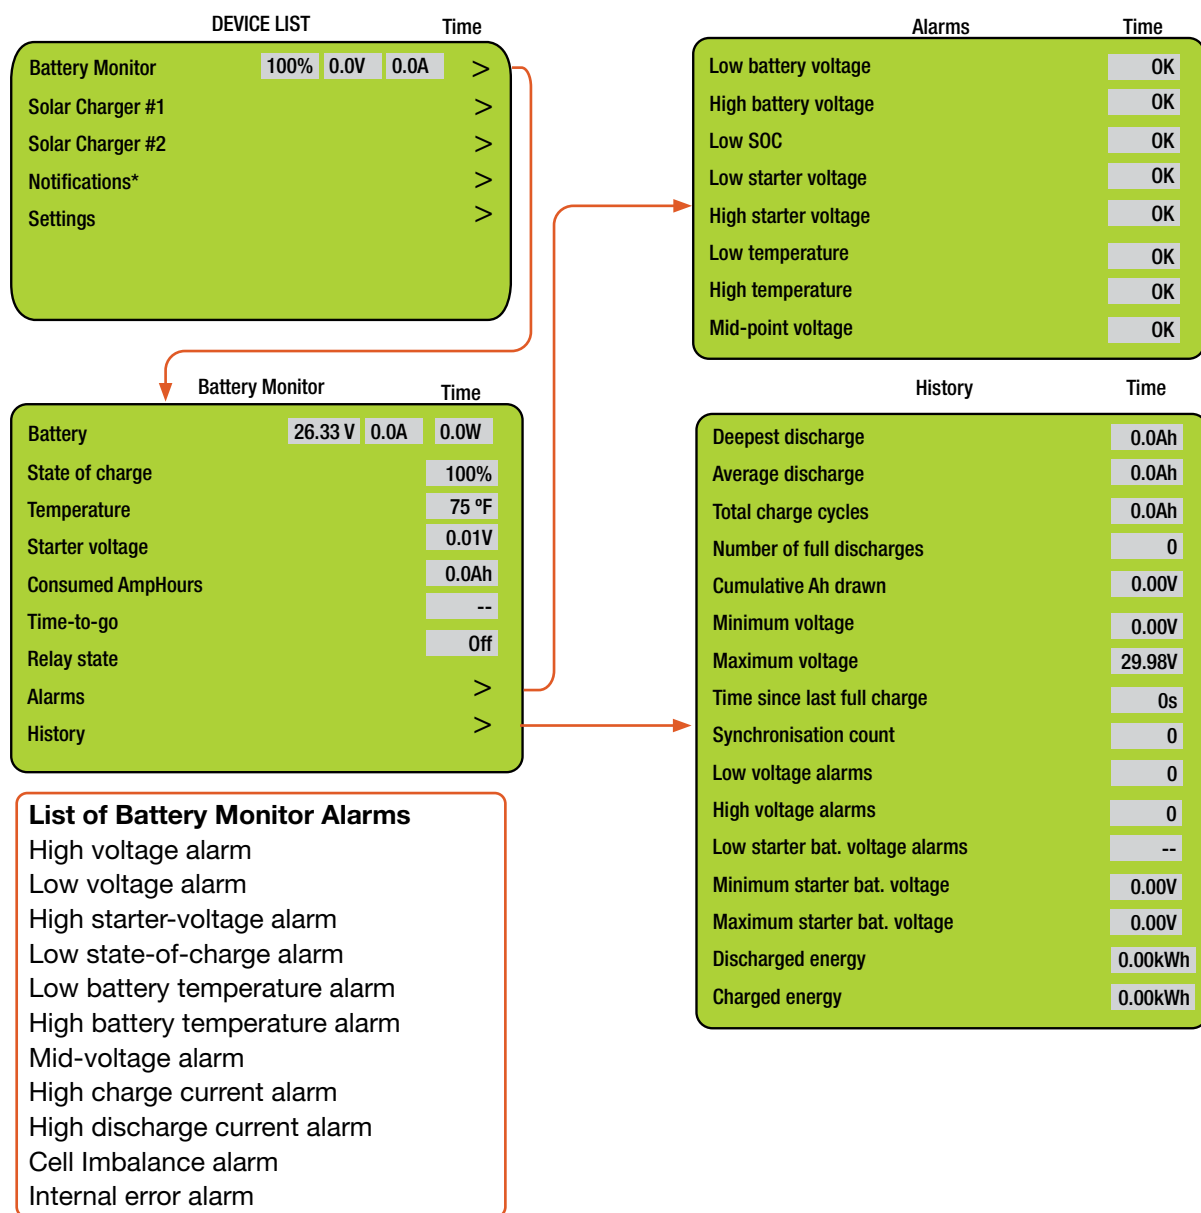 DEVICE LIST Time
Battery Monitor 100% 0.0V 0.0A >
Solar Charger #1 >
Solar Charger #2 >
Notifications* >
Settings >
Battery Monitor Time
Battery 26.33 V 0.0A 0.0W
State of charge 100%
Temperature 75 ºF
Starter voltage 0.01V
Consumed AmpHours 0.0Ah
Time-to-go --
Relay state Off
Alarms >
History >
List of Battery Monitor Alarms
High voltage alarm
Low voltage alarm
High starter-voltage alarm
Low state-of-charge alarm
Low battery temperature alarm
High battery temperature alarm
Mid-voltage alarm
High charge current alarm
High discharge current alarm
Cell Imbalance alarm
Internal error alarm
Alarms Time
Low battery voltage OK
High battery voltage OK
Low SOC OK
Low starter voltage OK
High starter voltage OK
Low temperature OK
High temperature OK
Mid-point voltage OK
History Time
Deepest discharge 0.0Ah
Average discharge 0.0Ah
Total charge cycles 0.0Ah
Number of full discharges 0
Cumulative Ah drawn 0.00V
Minimum voltage 0.00V
Maximum voltage 29.98V
Time since last full charge 0s
Synchronisation count 0
Low voltage alarms 0
High voltage alarms 0
Low starter bat. voltage alarms --
Minimum starter bat. voltage 0.00V
Maximum starter bat. voltage 0.00V
Discharged energy 0.00kWh
Charged energy 0.00kWh